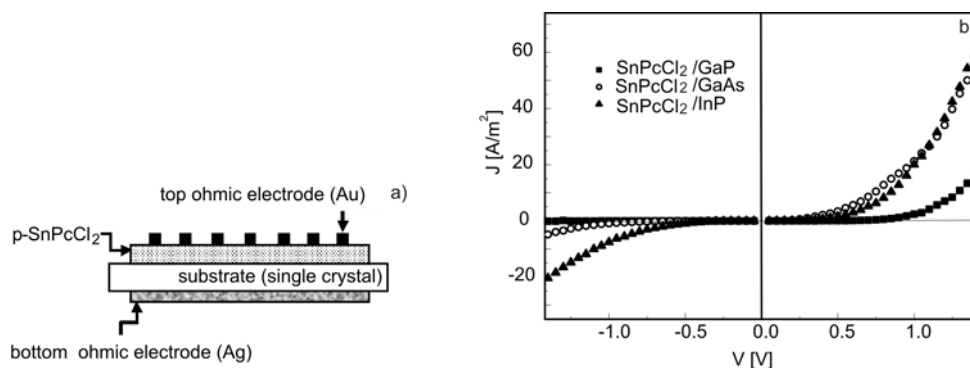 top ohmic electrode (Au)
a)
p-SnPcCl₂
substrate (single crystal)
bottom ohmic electrode (Ag)
b
60
40
20
0
-20
J [A/m²]
SnPcCl₂ /GaP
SnPcCl₂ /GaAs
SnPcCl₂ /InP
-1.0
-0.5
0.0
0.5
1.0
V [V]